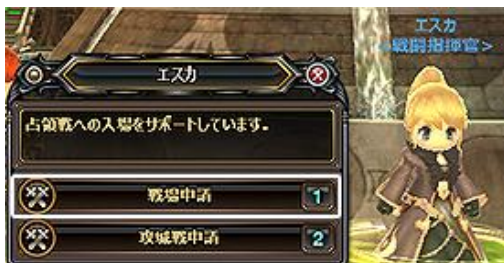 エスカ
<戦闘指揮官>
エスカ
占領戦への入場をサポートしています。
戦場申請
1
攻城戦申請
2